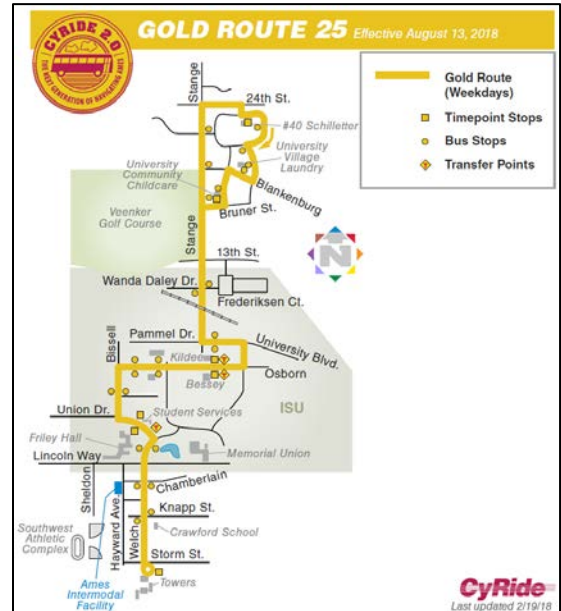 CYRIDE 2.0
THE NEXT GENERATION OF NAVIGATING AMES
GOLD ROUTE 25 Effective August 13, 2018
Gold Route
(Weekdays)
Timepoint Stops
Bus Stops
Transfer Points
Stange
24th St.
#40 Schilletter
University
Village
Laundry
University
Community
Childcare
Blankenburg
Bruner St.
Veenker
Golf Course
Stange
13th St.
N
Wanda Daley Dr.
Frederiksen Ct.
Bissell
Pammel Dr.
University Blvd.
Kildee
Osborn
Bessey
ISU
Union Dr.
Student Services
Friley Hall
Memorial Union
Lincoln Way
Sheldon
Hayward Ave.
Welch
Chamberlain
Knapp St.
Crawford School
Southwest
Athletic
Complex
Storm St.
Ames
Intermodal
Facility
Towers
CyRide
Last updated 2/19/18